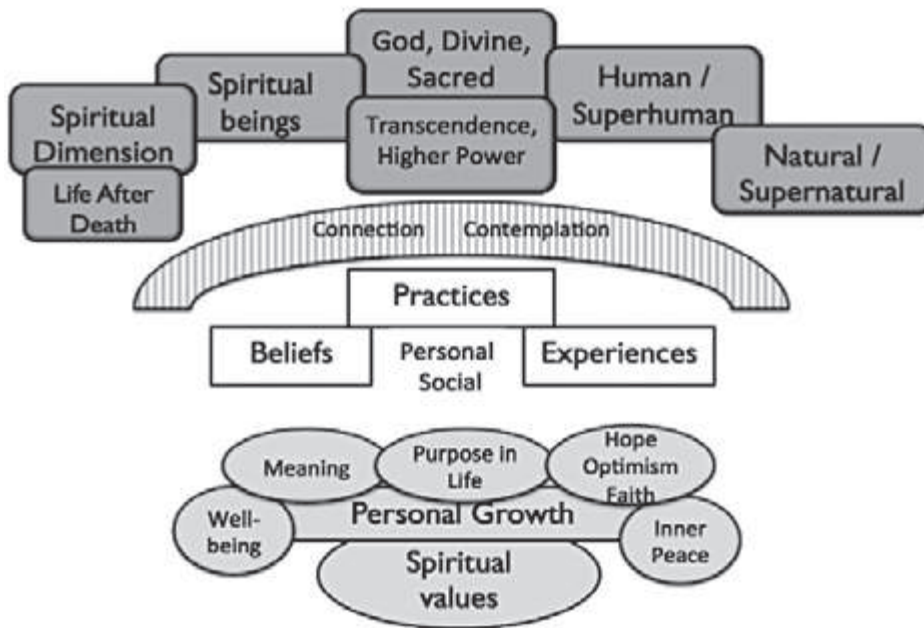 God, Divine,
Sacred
Spiritual
beings
Human /
Superhuman
Spiritual
Dimension
Transcendence,
Higher Power
Natural /
Supernatural
Life After
Death
Connection
Contemplation
Practices
Beliefs
Personal
Social
Experiences
Meaning
Purpose in
Life
Hope
Optimism
Faith
Well-
being
Personal Growth
Inner
Peace
Spiritual
values